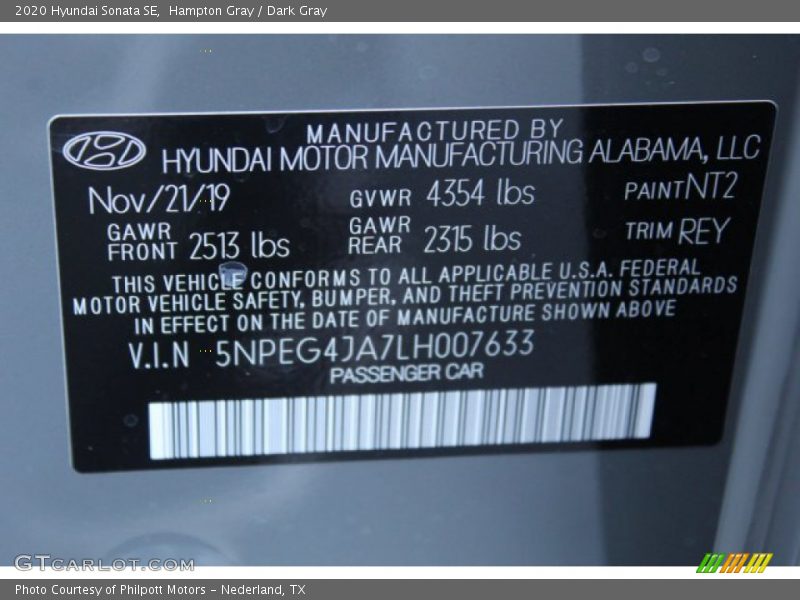 2020 Hyundai Sonata SE, Hampton Gray / Dark Gray
MANUFACTURED BY
HYUNDAI MOTOR MANUFACTURING ALABAMA, LLC
Nov/21/19 GVWR 4354 lbs PAINT NT2
GAWR FRONT 2513 lbs GAWR REAR 2315 lbs TRIM REY
THIS VEHICLE CONFORMS TO ALL APPLICABLE U.S.A. FEDERAL
MOTOR VEHICLE SAFETY, BUMPER, AND THEFT PREVENTION STANDARDS
IN EFFECT ON THE DATE OF MANUFACTURE SHOWN ABOVE
V.I.N 5NPEG4JA7LH007633
PASSENGER CAR
GTCARLOT.COM
Photo Courtesy of Philpott Motors - Nederland, TX